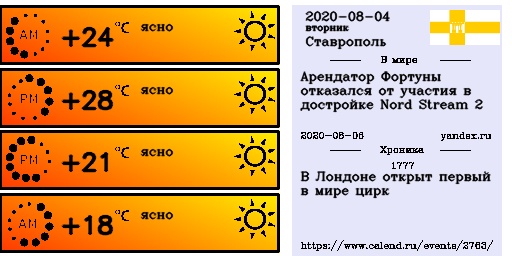 AM
+24 °C ясно
PM
+28 °C ясно
PM
+21 °C ясно
AM
+18 °C ясно
2020-08-04
вторник
Ставрополь
В мире
Арендатор Фортуны
отказался от участия в
достройке Nord Stream 2
2020-08-06 yandex.ru
Хроника
1777
В Лондоне открыт первый
в мире цирк
https://www.calend.ru/events/2763/